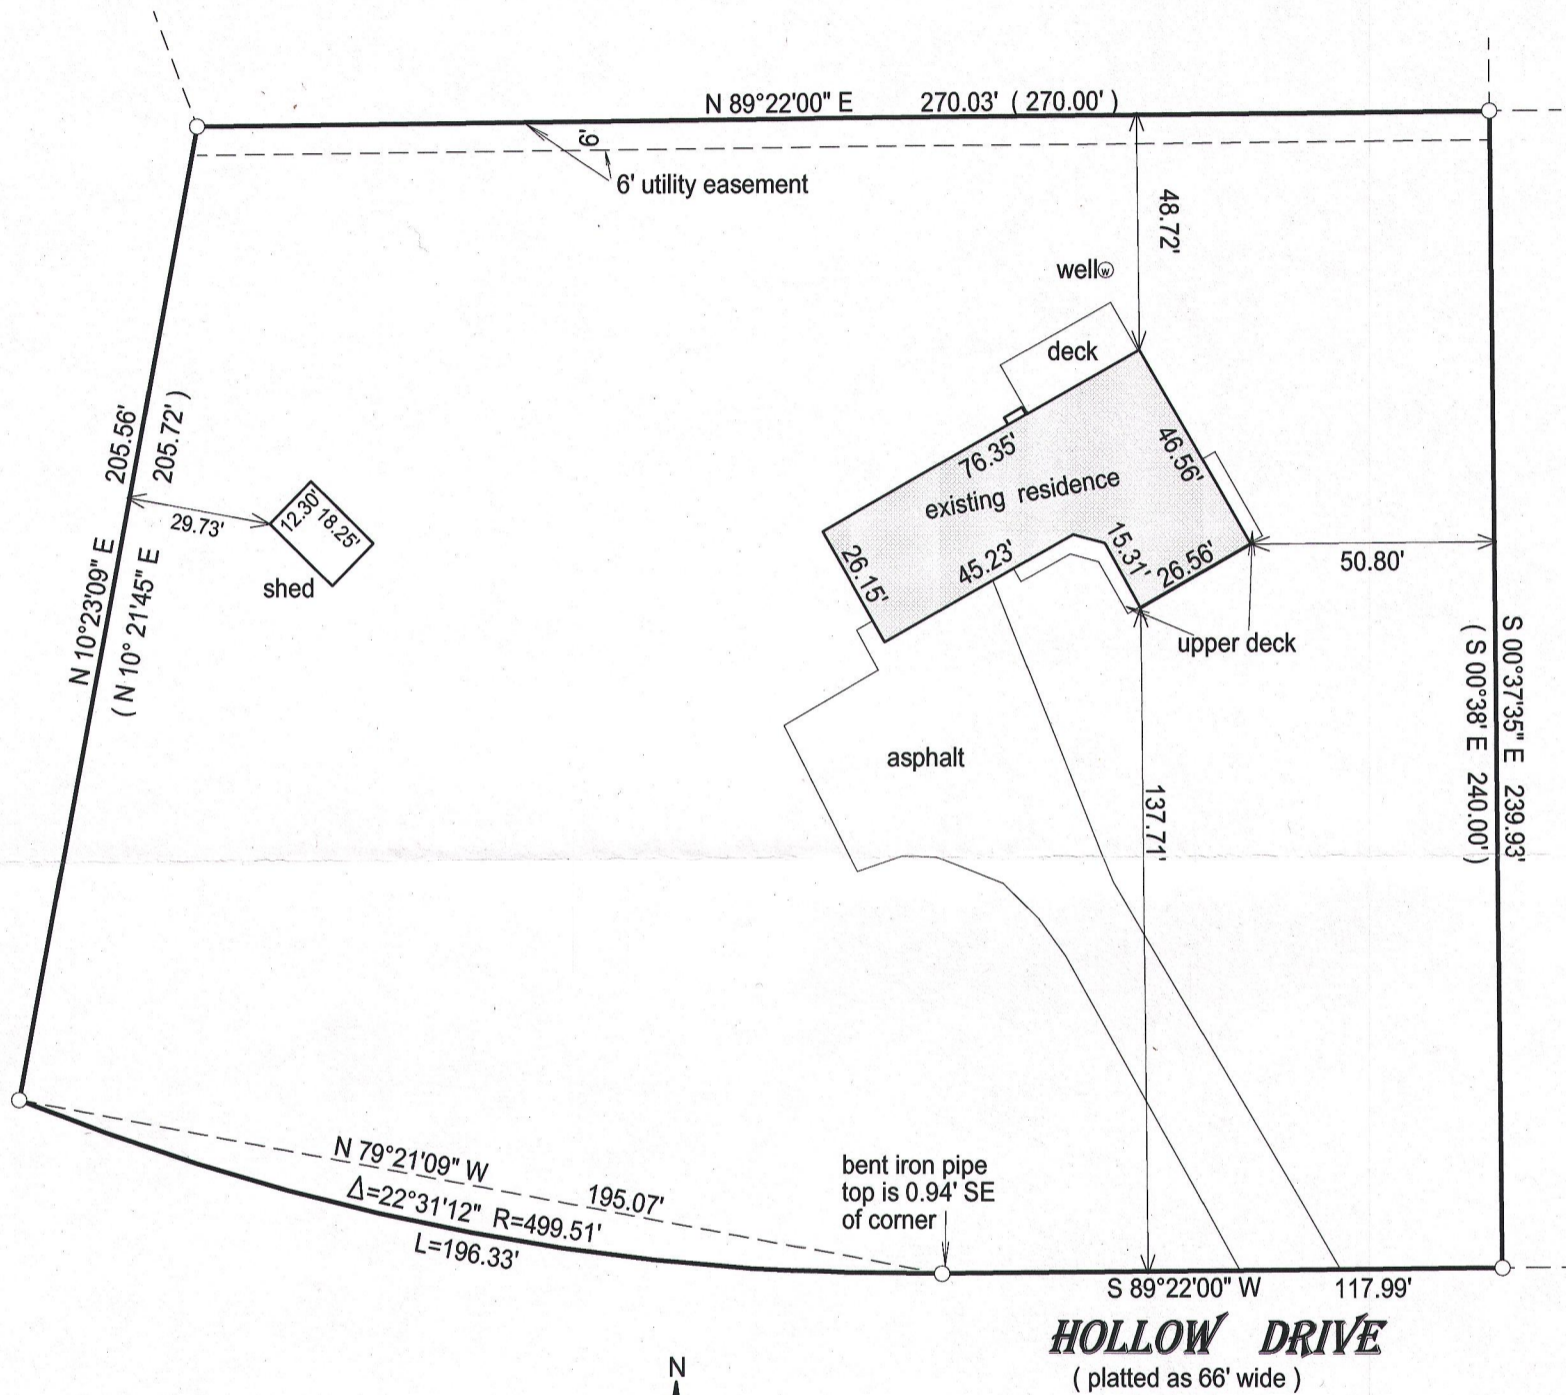 N 89°22'00" E 270.03' ( 270.00' )
6'
6' utility easement
48.72'
well
w
deck
76.35'
46.56'
existing residence
26.15'
45.23'
15.31'
26.56'
50.80'
upper deck
205.56'
205.72' )
29.73'
12.30'
18.25'
shed
N 10°23'09" E
( N 10° 21'45" E
S 00°37'35" E 239.93'
( S 00°38' E 240.00' )
asphalt
137.71'
N 79°21'09" W
195.07'
Δ=22°31'12" R=499.51'
L=196.33'
bent iron pipe
top is 0.94' SE
of corner
S 89°22'00" W 117.99'
HOLLOW DRIVE
( platted as 66' wide )
N